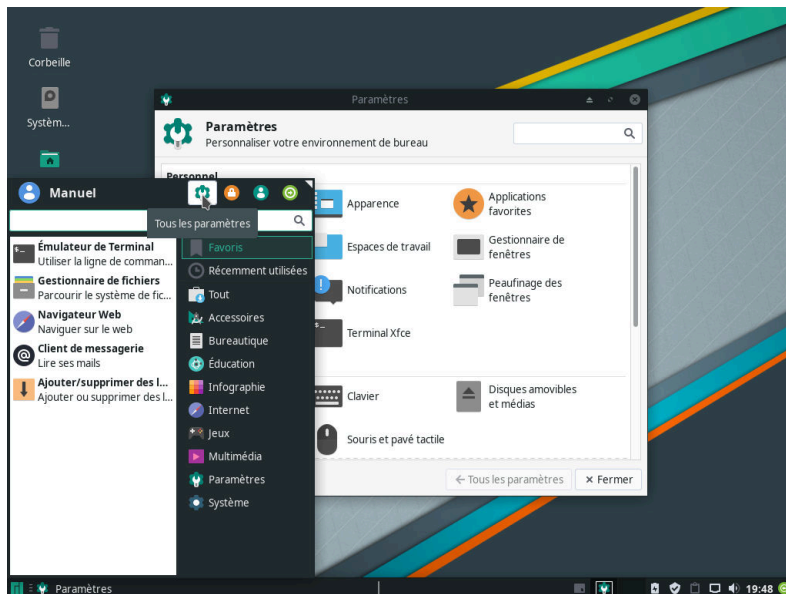 Corbeille
Systèm...
Paramètres
Paramètres
Personnaliser votre environnement de bureau
Personnel
Apparence
Applications
favorites
Espaces de travail
Gestionnaire de
fenêtres
Notifications
Peaufinage des
fenêtres
Terminal Xfce
Clavier
Disques amovibles
et médias
Souris et pavé tactile
Tous les paramètres
Fermer
Manuel
Tous les paramètres
Émulateur de Terminal
Utiliser la ligne de comman...
Gestionnaire de fichiers
Parcourir le système de fic...
Navigateur Web
Naviguer sur le web
Client de messagerie
Lire ses mails
Ajouter/supprimer des l...
Ajouter ou supprimer des l...
Favoris
Récemment utilisées
Tout
Accessoires
Bureautique
Éducation
Infographie
Internet
Jeux
Multimédia
Paramètres
Système
Paramètres
19:48